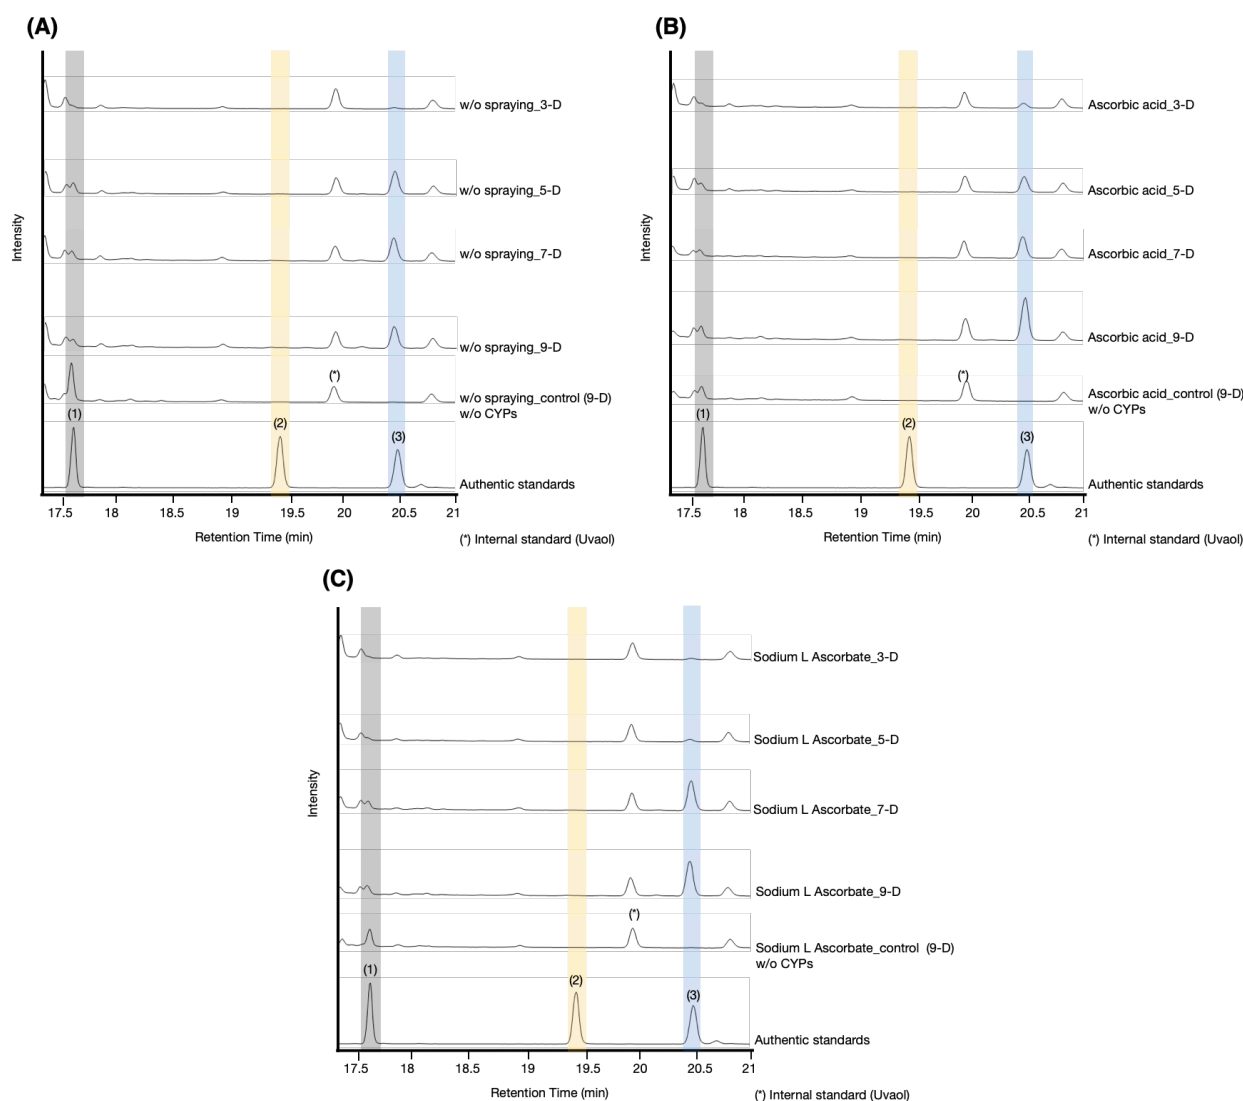 (A)
Intensity
w/o spraying_3-D
w/o spraying_5-D
w/o spraying_7-D
w/o spraying_9-D
(*)
w/o spraying_control (9-D)
w/o CYPs
(1)
(2)
(3)
Authentic standards
17.5 18 18.5 19 19.5 20 20.5 21
Retention Time (min)
(*) Internal standard (Uvaol)
(B)
Intensity
Ascorbic acid_3-D
Ascorbic acid_5-D
Ascorbic acid_7-D
Ascorbic acid_9-D
(*)
Ascorbic acid_control (9-D)
w/o CYPs
(1)
(2)
(3)
Authentic standards
17.5 18 18.5 19 19.5 20 20.5 21
Retention Time (min)
(*) Internal standard (Uvaol)
(C)
Intensity
Sodium L Ascorbate_3-D
Sodium L Ascorbate_5-D
Sodium L Ascorbate_7-D
Sodium L Ascorbate_9-D
(*)
Sodium L Ascorbate_control (9-D)
w/o CYPs
(1)
(2)
(3)
Authentic standards
17.5 18 18.5 19 19.5 20 20.5 21
Retention Time (min)
(*) Internal standard (Uvaol)